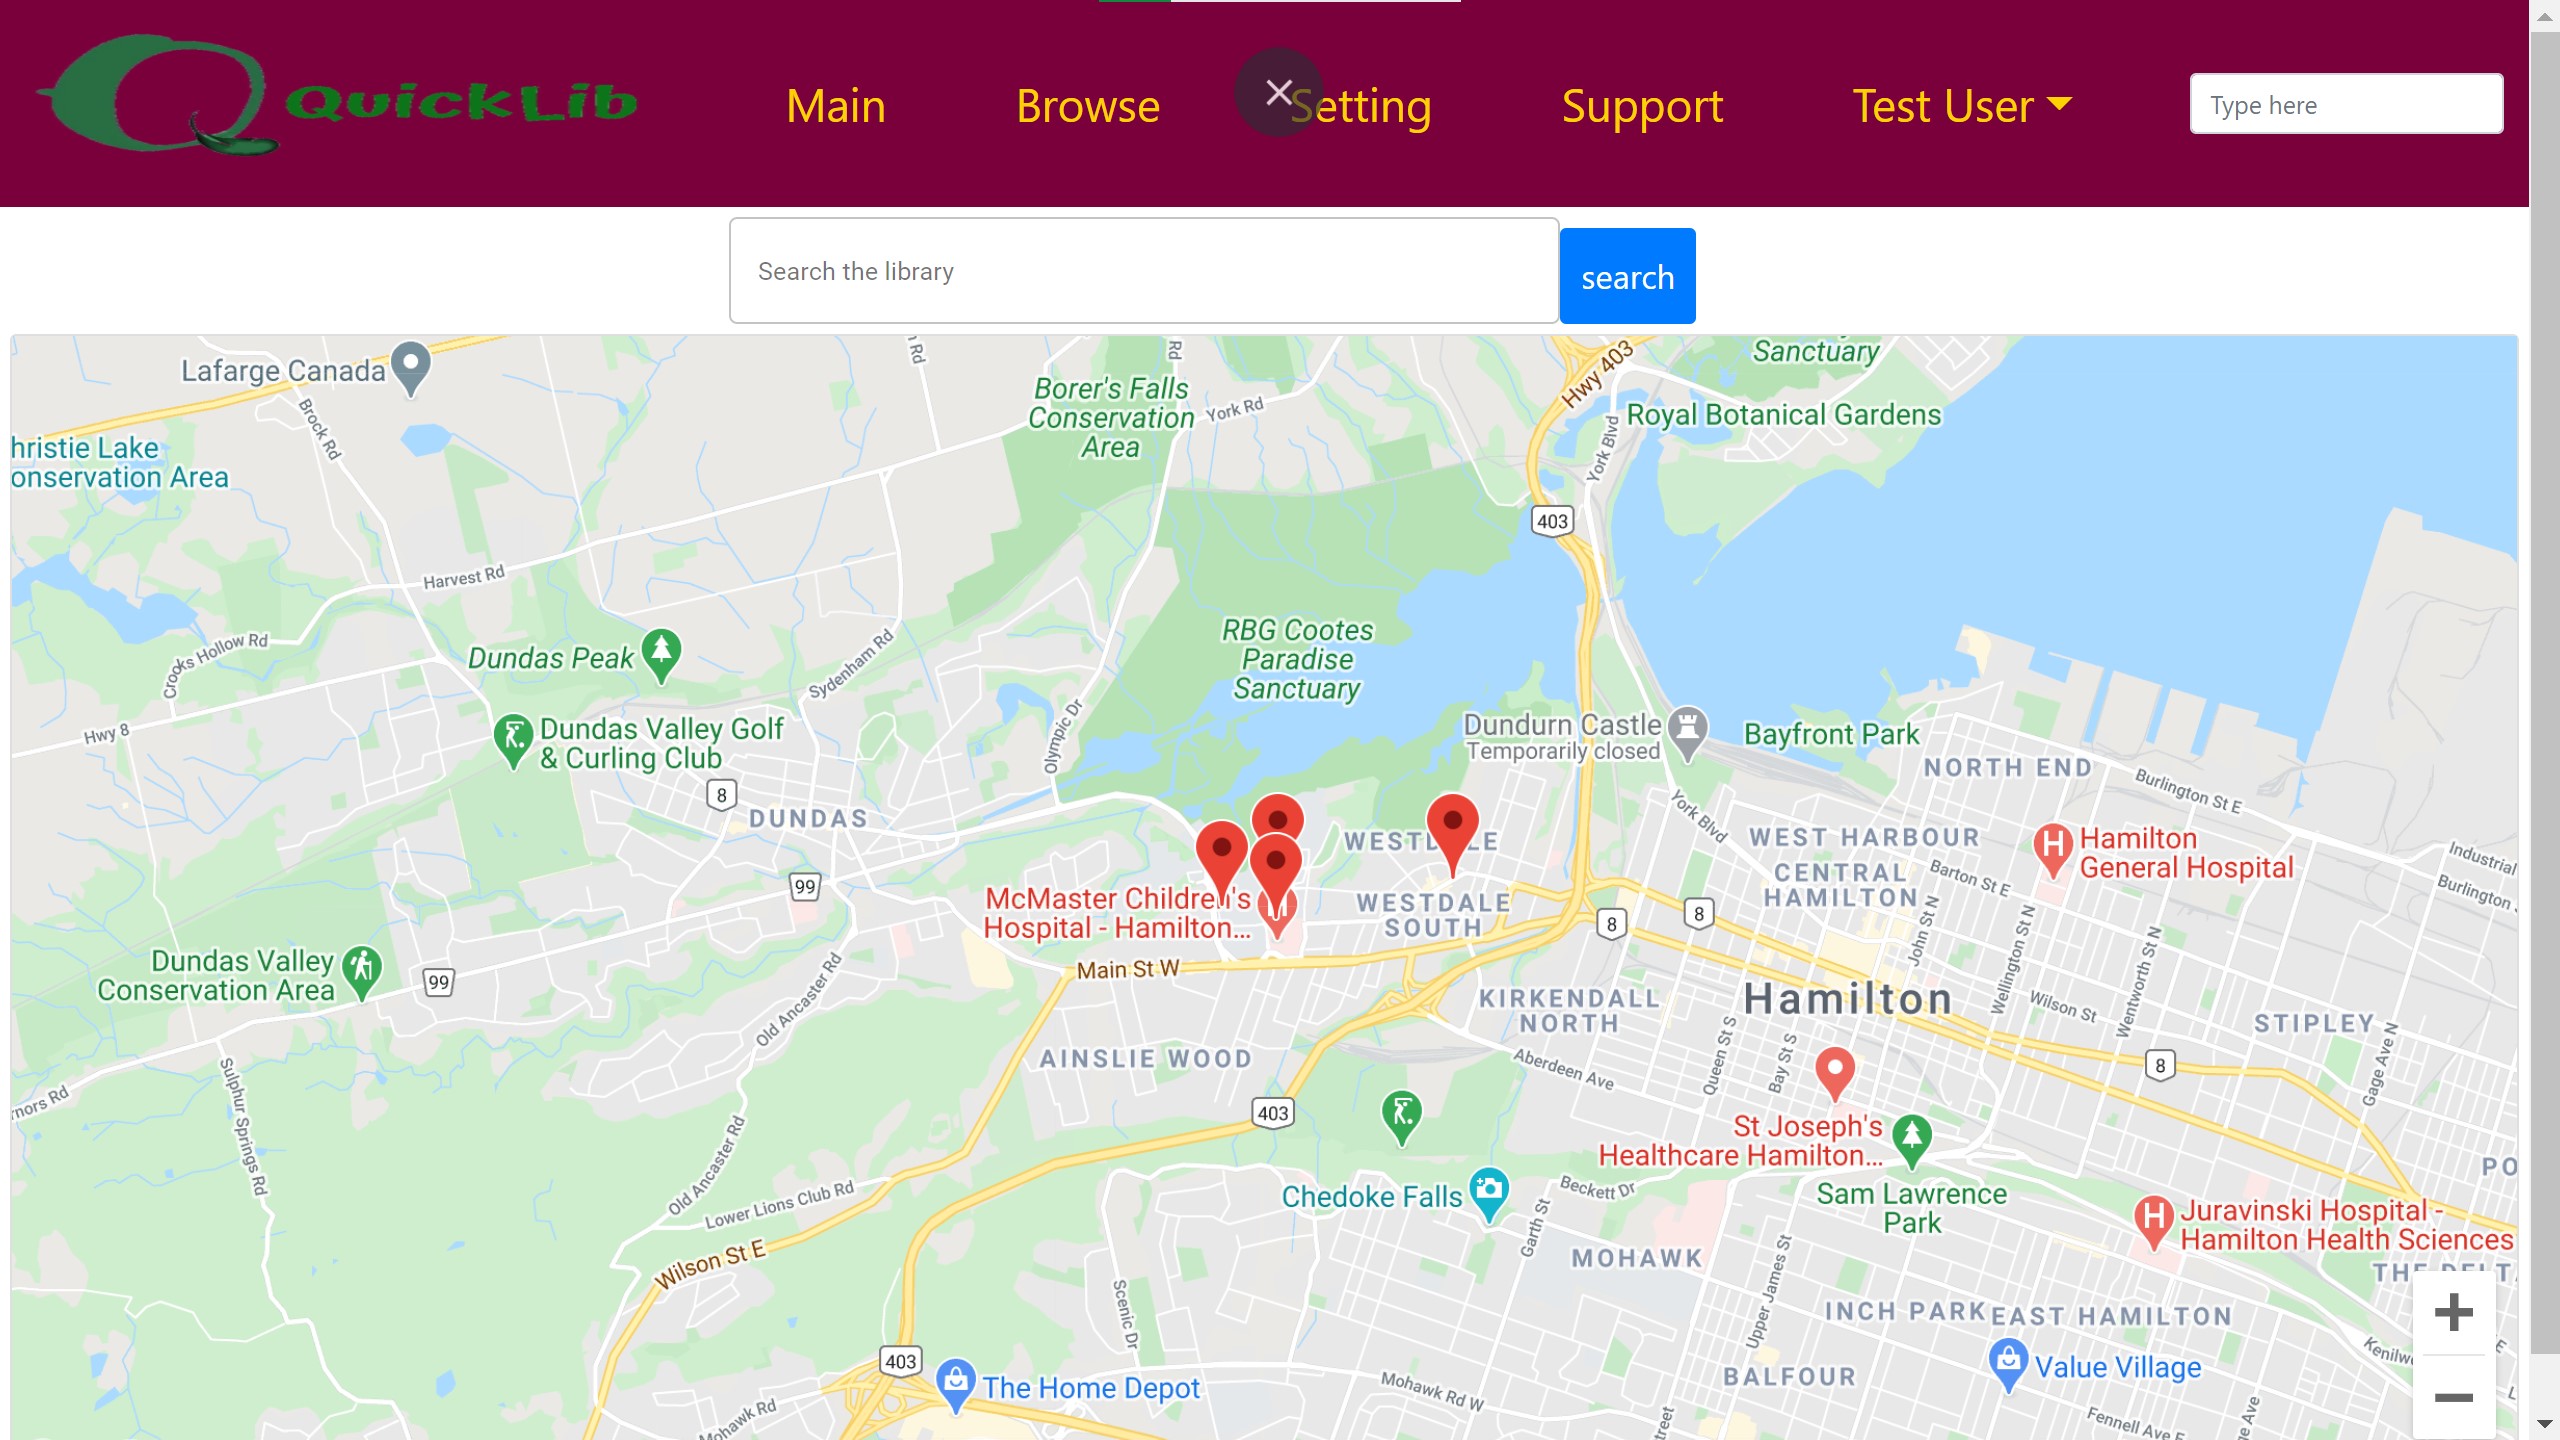 QuickLib
Main
Browse
Setting
Support
Test User
Type here
Search the library
search
Lafarge Canada
Brock Rd
Rd
Rd
Borer's Falls
Conservation
Area
York Rd
Hwy 403
Sanctuary
Royal Botanical Gardens
York Blvd
hristie Lake
onservation Area
403
Harvest Rd
Crooks Hollow Rd
Dundas Peak
Sydenham Rd
RBG Cootes
Paradise
Sanctuary
Hwy 8
Dundas Valley Golf
& Curling Club
Olympic Dr
Dundurn Castle
Temporarily closed
Bayfront Park
NORTH END
Burlington St E
8
DUNDAS
York Blvd
WESTDALE
WEST HARBOUR
Hamilton
General Hospital
Industrial
Burlington
CENTRAL
HAMILTON
Barton St E
99
McMaster Children's
Hospital - Hamilton...
H
WESTDALE
SOUTH
8
8
John St N
Wellington St N
Wentworth St N
Dundas Valley
Conservation Area
99
Old Ancaster Rd
Main St W
KIRKENDALL
NORTH
Hamilton
Wilson St
STIPLEY
Gage Ave N
Queen St S
Bay St S
Aberdeen Ave
AINSLIE WOOD
8
rnors Rd
Sulphur Springs Rd
403
Old Ancaster Rd
St Joseph's
Healthcare Hamilton...
Sam Lawrence
Park
PO
Chedoke Falls
Beckett Dr
Garth St
Lower Lions Club Rd
Wilson St E
H
Juravinski Hospital -
Hamilton Health Sciences
MOHAWK
THE DELTA
Upper James St
Scenic Dr
INCH PARK
EAST HAMILTON
Kenilw
403
The Home Depot
Mohawk Rd W
BALFOUR
Value Village
Mohawk Rd
Fennell Ave E
Ave
treet